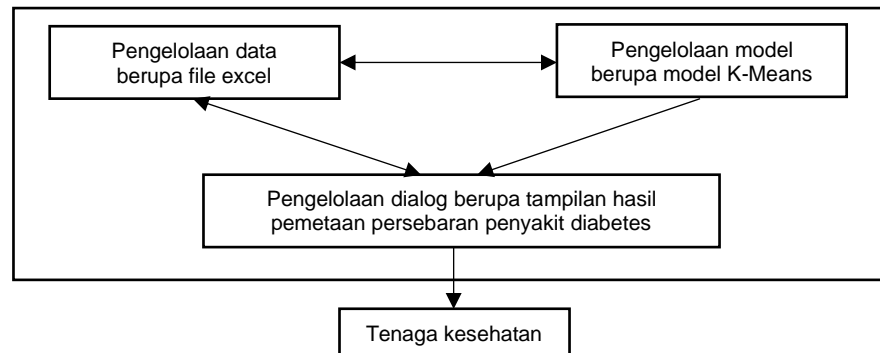 Pengelolaan data
berupa file excel
Pengelolaan model
berupa model K-Means
Pengelolaan dialog berupa tampilan hasil
pemetaan persebaran penyakit diabetes
Tenaga kesehatan